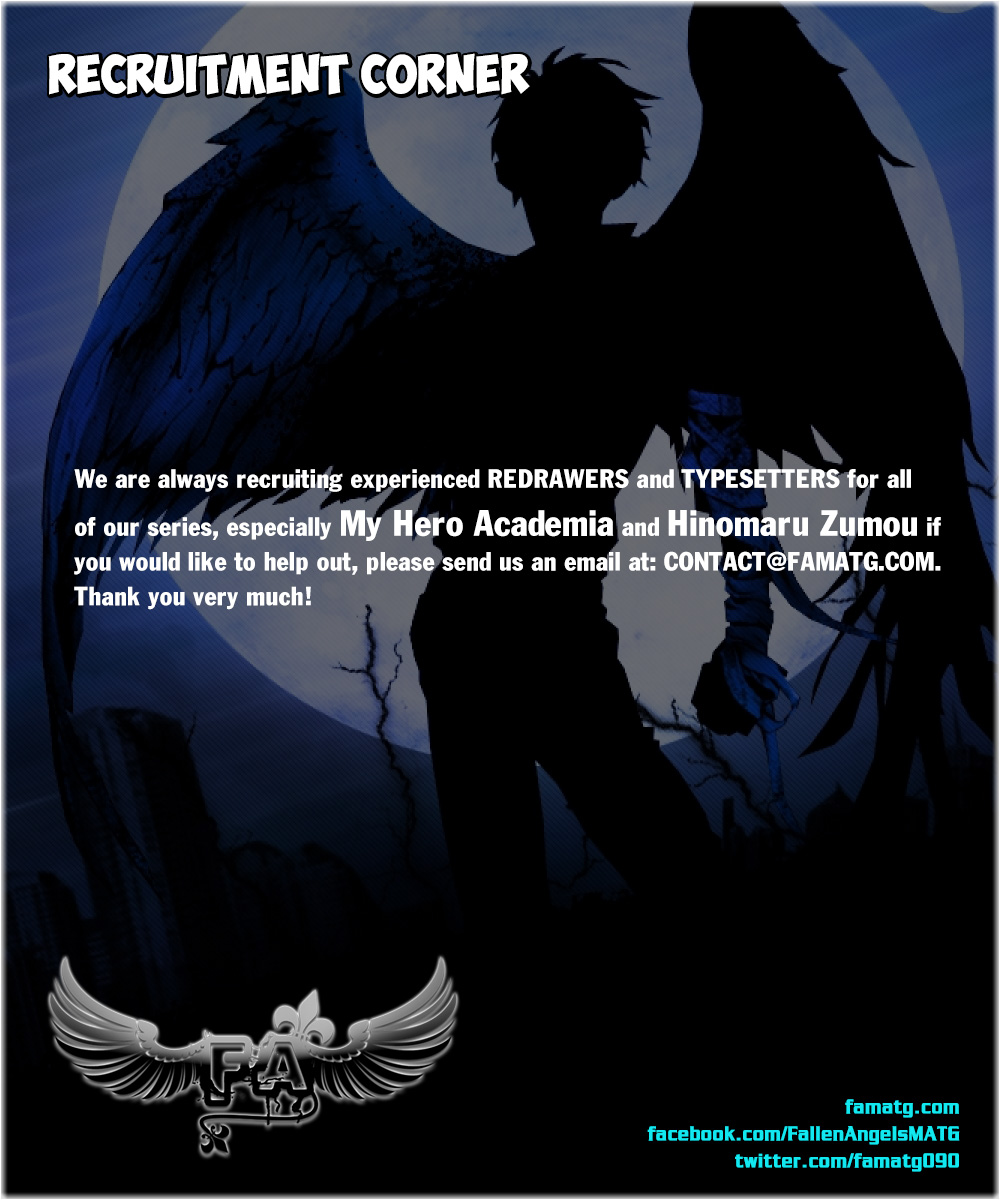 RECRUITMENT CORNER
We are always recruiting experienced REDRAWERS and TYPESETTERS for all
of our series, especially My Hero Academia and Hinomaru Zumou if
you would like to help out, please send us an email at: CONTACT@FAMATG.COM.
Thank you very much!
FA
famatg.com
facebook.com/FallenAngelsMATG
twitter.com/famatg090